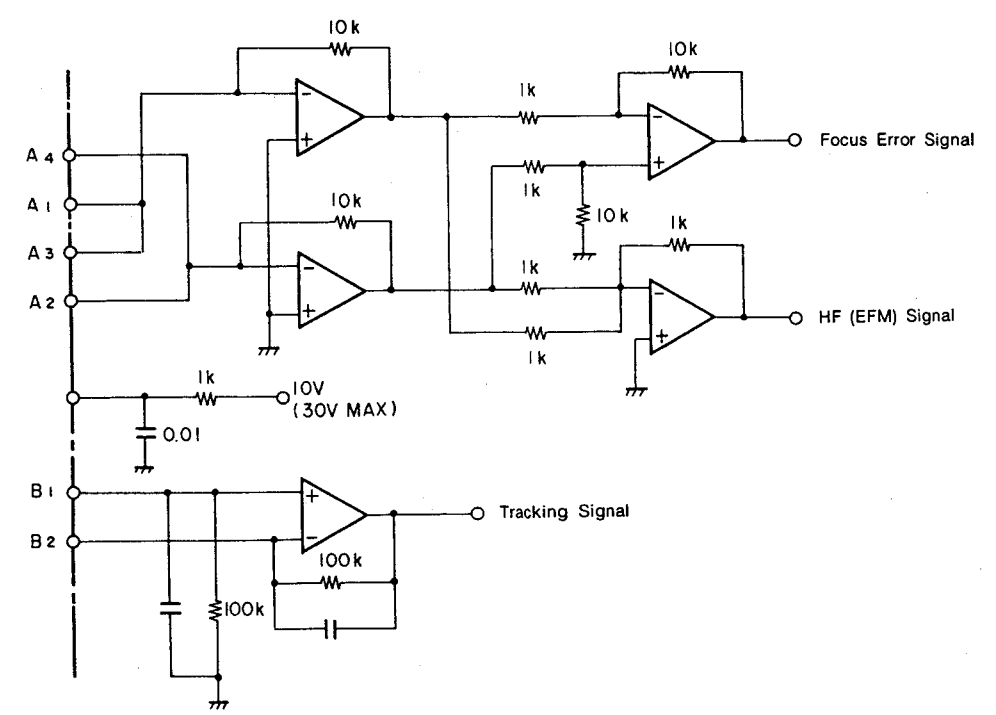 10k
10k
1k
Focus Error Signal
A4
1k
A1
10k
10k
1k
A3
1k
A2
HF (EFM) Signal
1k
1k
10V
(30V MAX)
0.01
B1
Tracking Signal
B2
100k
100k